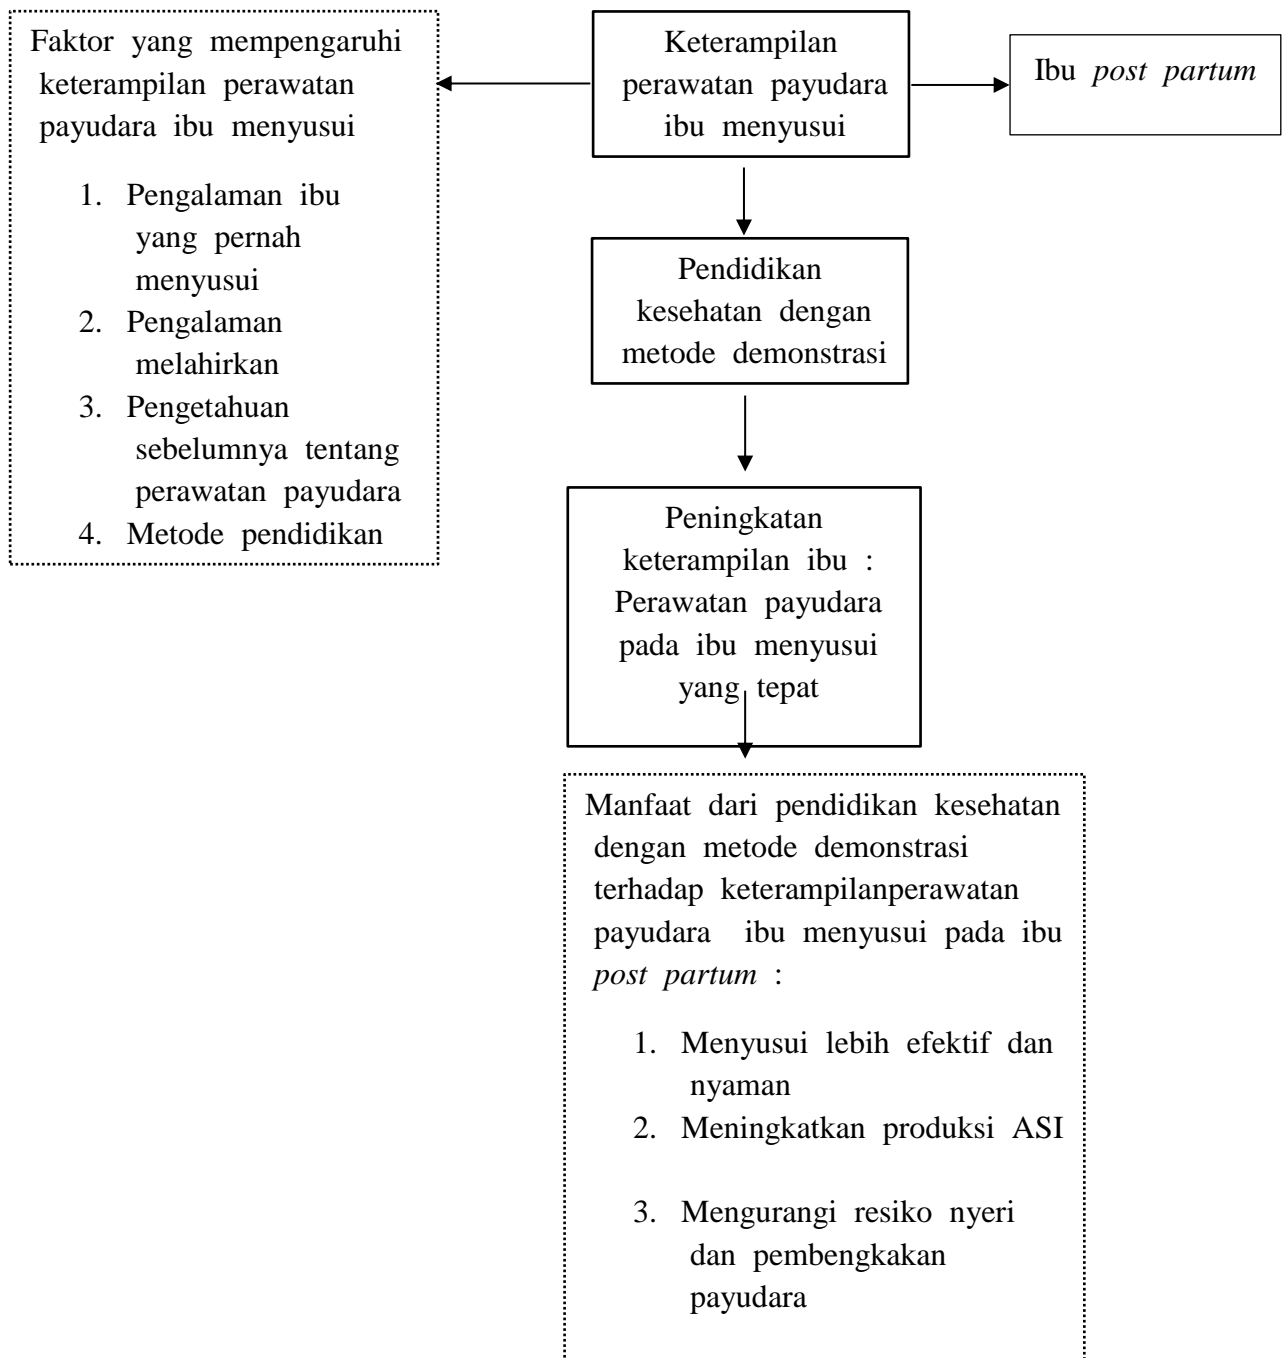 Faktor yang mempengaruhi
keterampilan perawatan
payudara ibu menyusui
1. Pengalaman ibu
yang pernah
menyusui
2. Pengalaman
melahirkan
3. Pengetahuan
sebelumnya tentang
perawatan payudara
4. Metode pendidikan
Keterampilan
perawatan payudara
ibu menyusui
Ibu post partum
Pendidikan
kesehatan dengan
metode demonstrasi
Peningkatan
keterampilan ibu :
Perawatan payudara
pada ibu menyusui
yang tepat
Manfaat dari pendidikan kesehatan
dengan metode demonstrasi
terhadap keterampilanperawatan
payudara ibu menyusui pada ibu
post partum :
1. Menyusui lebih efektif dan
nyaman
2. Meningkatkan produksi ASI
3. Mengurangi resiko nyeri
dan pembengkakan
payudara